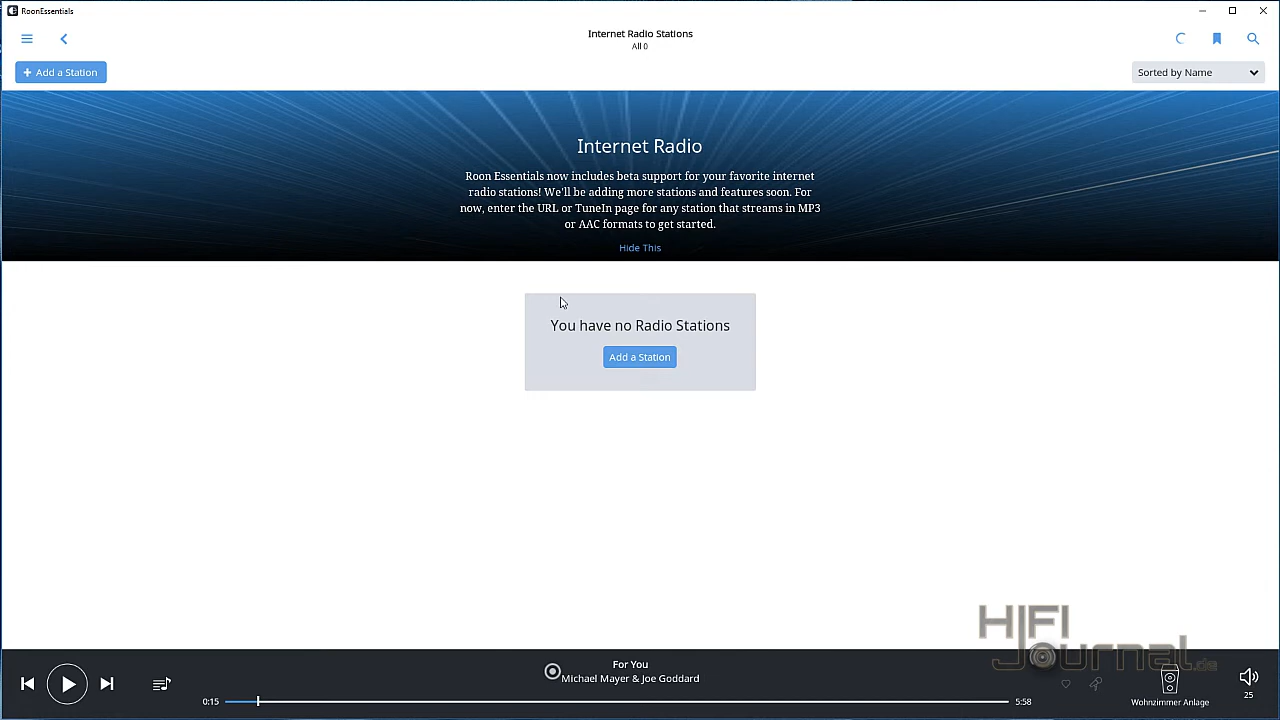 RoonEssentials
Internet Radio Stations
All 0
+ Add a Station
Sorted by Name
Internet Radio
Roon Essentials now includes beta support for your favorite internet
radio stations! We'll be adding more stations and features soon. For
now, enter the URL or TuneIn page for any station that streams in MP3
or AAC formats to get started.
Hide This
You have no Radio Stations
Add a Station
HIFI
Journal.de
For You
Michael Mayer & Joe Goddard
0:15
5:58
Wohnzimmer Anlage
25